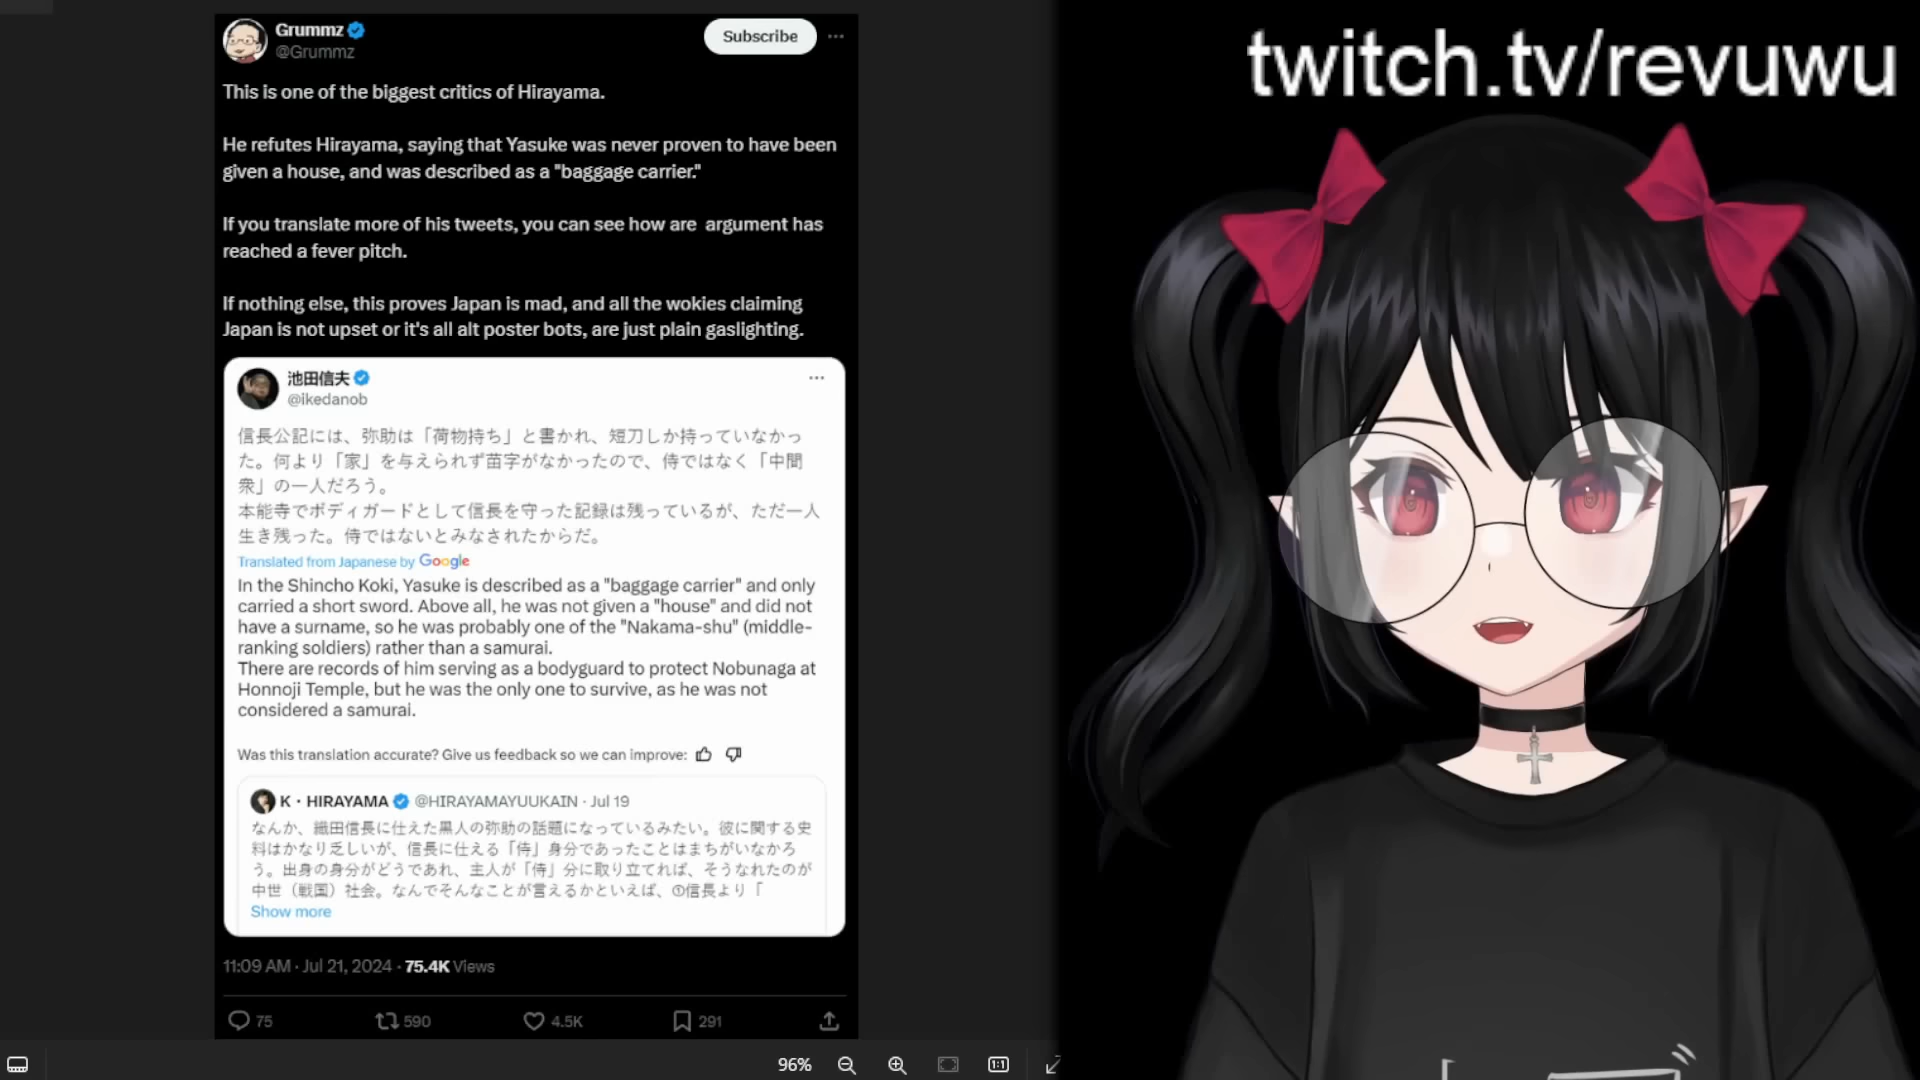 Grummz
@Grummz
Subscribe
This is one of the biggest critics of Hirayama.
He refutes Hirayama, saying that Yasuke was never proven to have been
given a house, and was described as a "baggage carrier."
If you translate more of his tweets, you can see how are argument has
reached a fever pitch.
If nothing else, this proves Japan is mad, and all the wokies claiming
Japan is not upset or it's all alt poster bots, are just plain gaslighting.
池田信夫
@ikedanob
信長公記には、弥助は「荷物持ち」と書かれ、短刀しか持っていなかっ
た。何より「家」を与えられず苗字がなかったので、侍ではなく「中間
衆」の一人だろう。
本能寺でボディガードとして信長を守った記録は残っているが、ただ一人
生き残った。侍ではないとみなされたからだ。
Translated from Japanese by Google
In the Shincho Koki, Yasuke is described as a "baggage carrier" and only
carried a short sword. Above all, he was not given a "house" and did not
have a surname, so he was probably one of the "Nakama-shu" (middle-
ranking soldiers) rather than a samurai.
There are records of him serving as a bodyguard to protect Nobunaga at
Honnoji Temple, but he was the only one to survive, as he was not
considered a samurai.
Was this translation accurate? Give us feedback so we can improve:
K・HIRAYAMA @HIRAYAMAYUUKAIN · Jul 19
なんか、織田信長に仕えた黒人の弥助の話題になっているみたい。彼に関する史
料はかなり乏しいが、信長に仕える「侍」身分であったことはまちがいなかろ
う。出身の身分がどうであれ、主人が「侍」分に取り立てれば、そうなれたのが
中世（戦国）社会。なんでそんなことが言えるかといえば、①信長より「
Show more
11:09 AM · Jul 21, 2024 · 75.4K Views
75 590 4.5K 291
96% 1:1
twitch.tv/revuwu